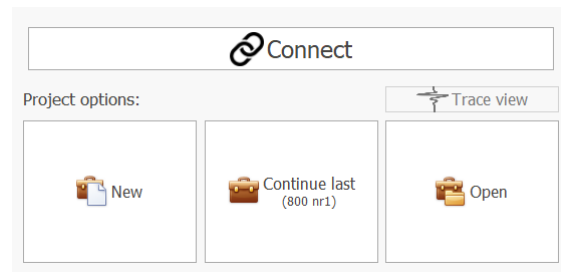 Connect
Project options:
Trace view
New
Continue last
(800 nr1)
Open